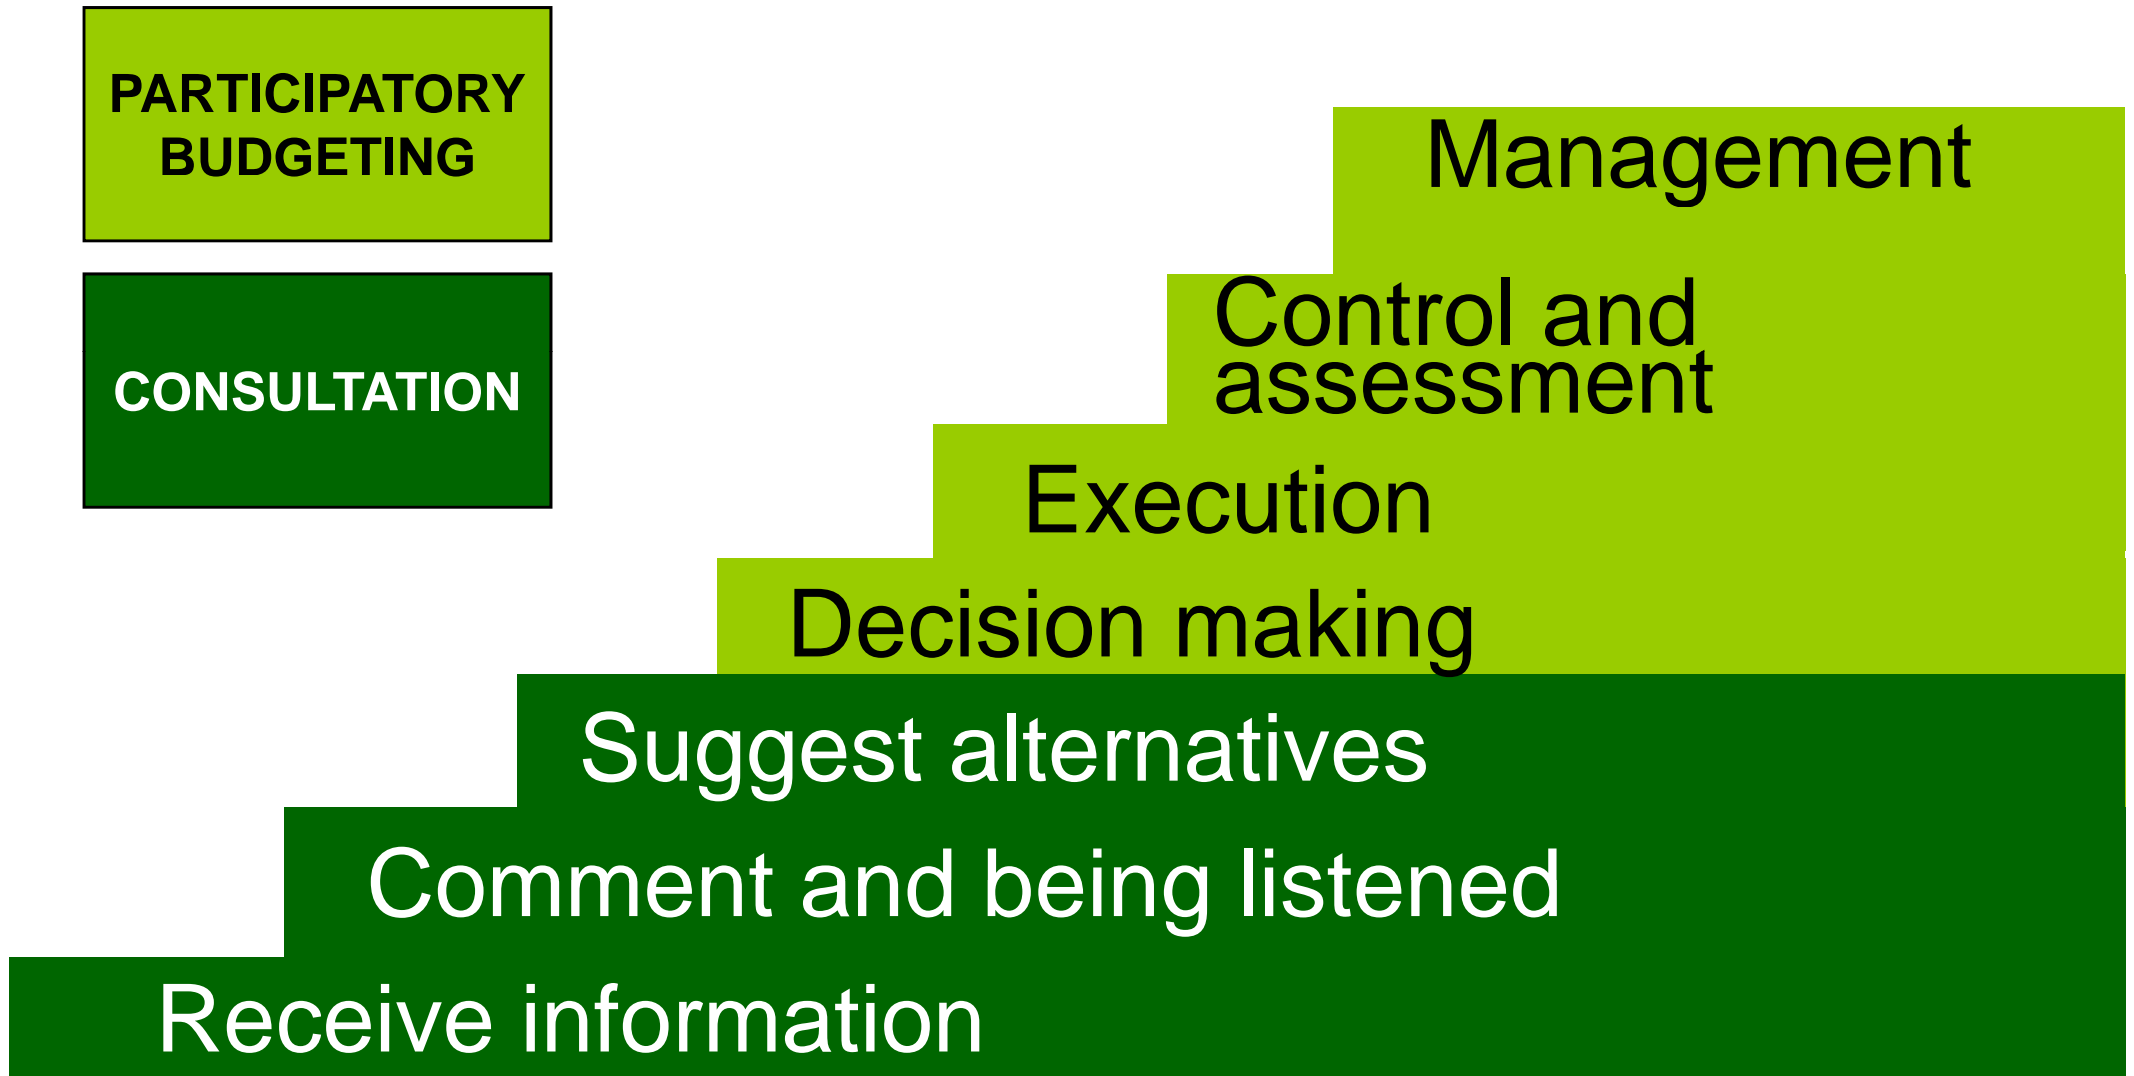 PARTICIPATORY
BUDGETING
CONSULTATION
Management
Control and
assessment
Execution
Decision making
Suggest alternatives
Comment and being listened
Receive information